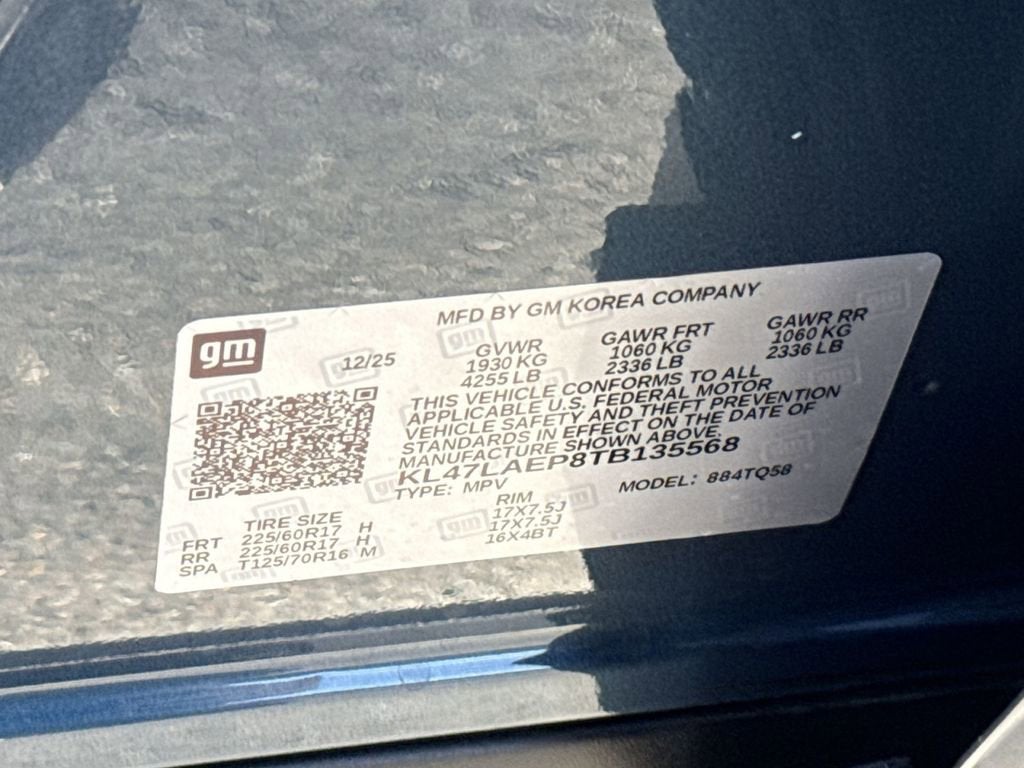 MFD BY GM KOREA COMPANY
gm
12/25
GVWR
1930 KG
4255 LB
GAWR FRT
1060 KG
2336 LB
GAWR RR
1060 KG
2336 LB
THIS VEHICLE CONFORMS TO ALL
APPLICABLE U.S. FEDERAL MOTOR
VEHICLE SAFETY AND THEFT PREVENTION
STANDARDS IN EFFECT ON THE DATE OF
MANUFACTURE SHOWN ABOVE.
KL47LAEP8TB135568
TYPE: MPV
MODEL: 884TQ58
TIRE SIZE RIM
FRT 225/60R17 H 17X7.5J
RR 225/60R17 H 17X7.5J
SPA T125/70R16 M 16X4BT